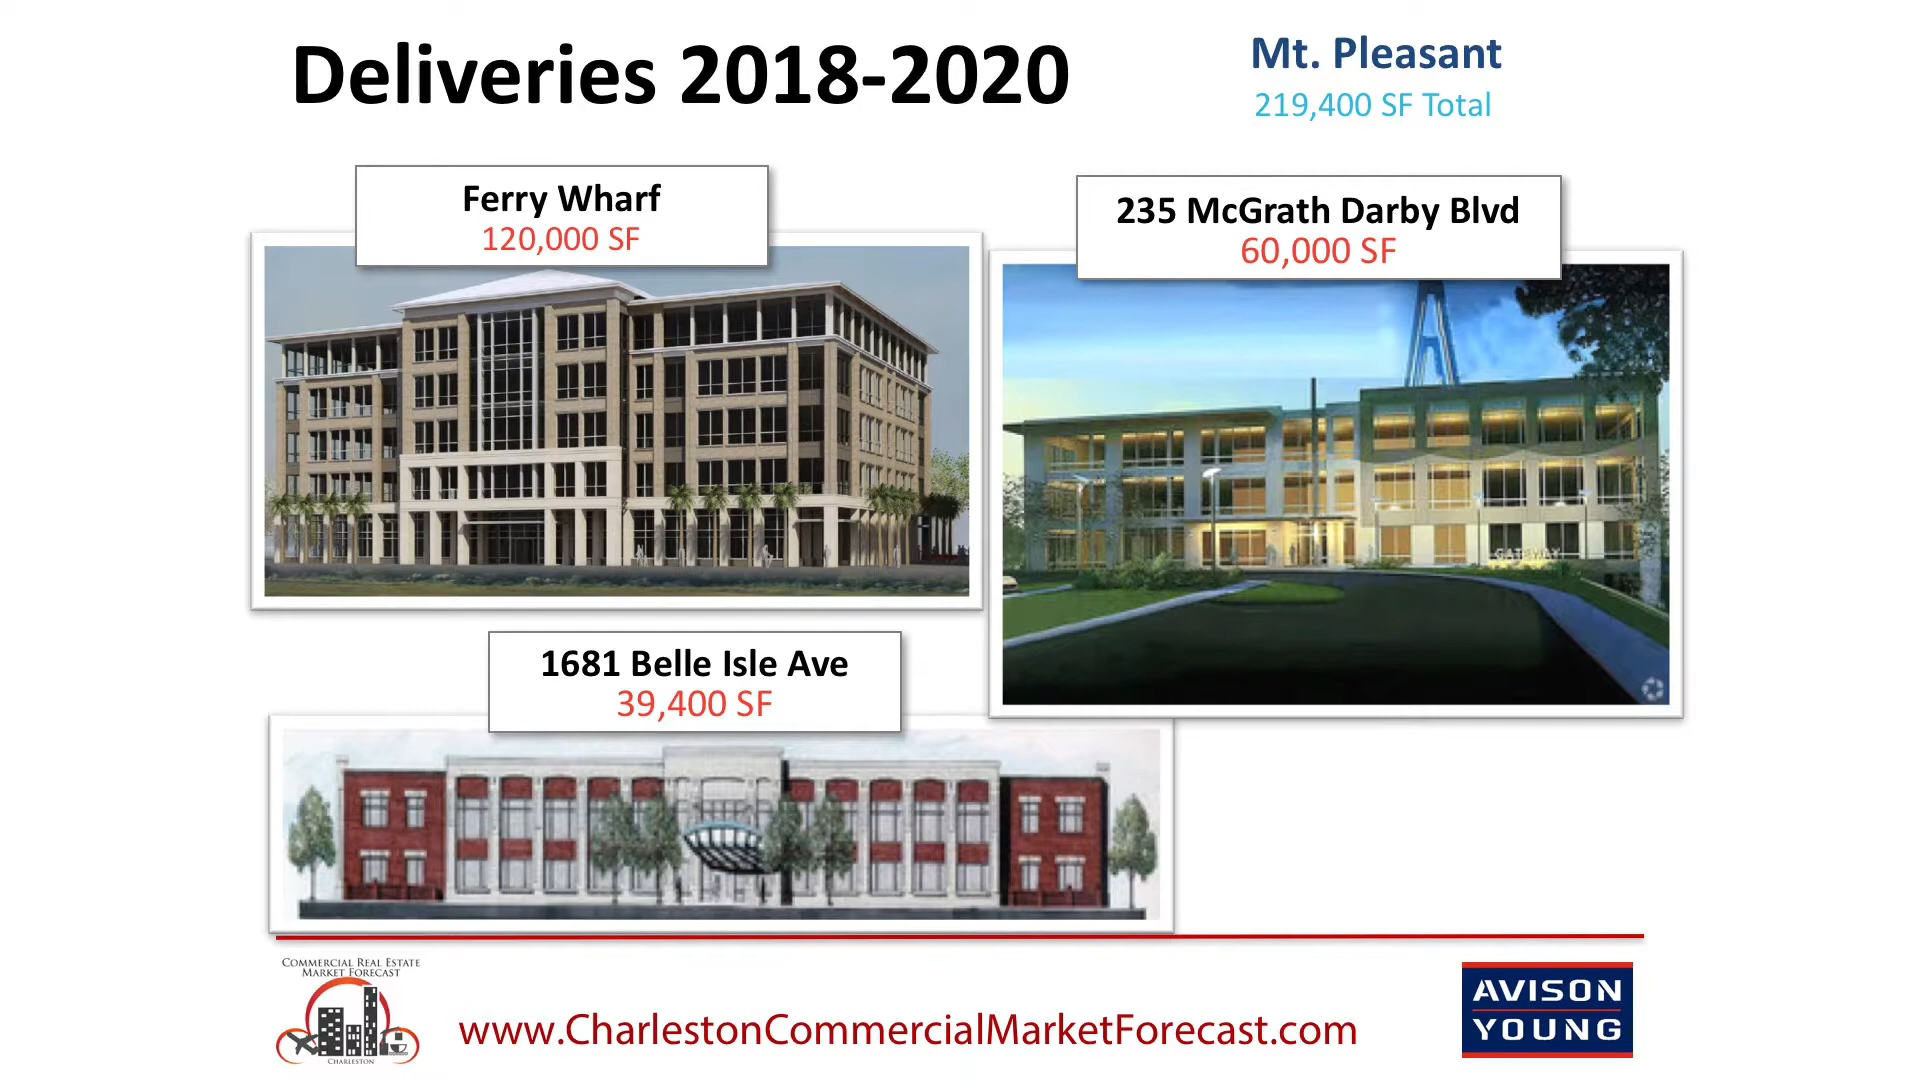 Deliveries 2018-2020
Mt. Pleasant
219,400 SF Total
Ferry Wharf
120,000 SF
235 McGrath Darby Blvd
60,000 SF
GATEWAY
1681 Belle Isle Ave
39,400 SF
COMMERCIAL REAL ESTATE
MARKET FORECAST
CHARLESTON
www.CharlestonCommercialMarketForecast.com
AVISON
YOUNG